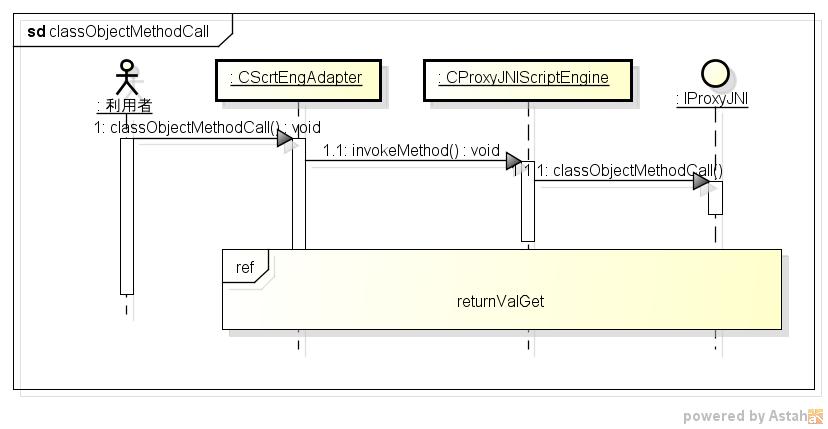 sd classObjectMethodCall
: 利用者
: CScrtEngAdapter
: CProxyJNIScriptEngine
: IProxyJNI
1: classObjectMethodCall() : void
1.1: invokeMethod() : void
1.1.1: classObjectMethodCall()
ref
returnValGet
powered by Astah